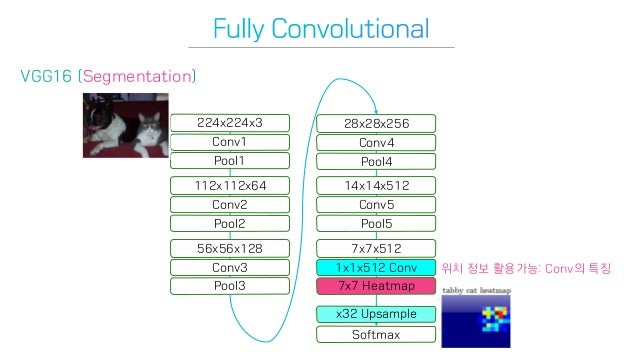 Fully Convolutional
VGG16 (Segmentation)
224x224x3
Conv1
Pool1
112x112x64
Conv2
Pool2
56x56x128
Conv3
Pool3
28x28x256
Conv4
Pool4
14x14x512
Conv5
Pool5
7x7x512
1x1x512 Conv
7x7 Heatmap
x32 Upsample
Softmax
위치 정보 활용가능: Conv의 특징
tabby cat heatmap